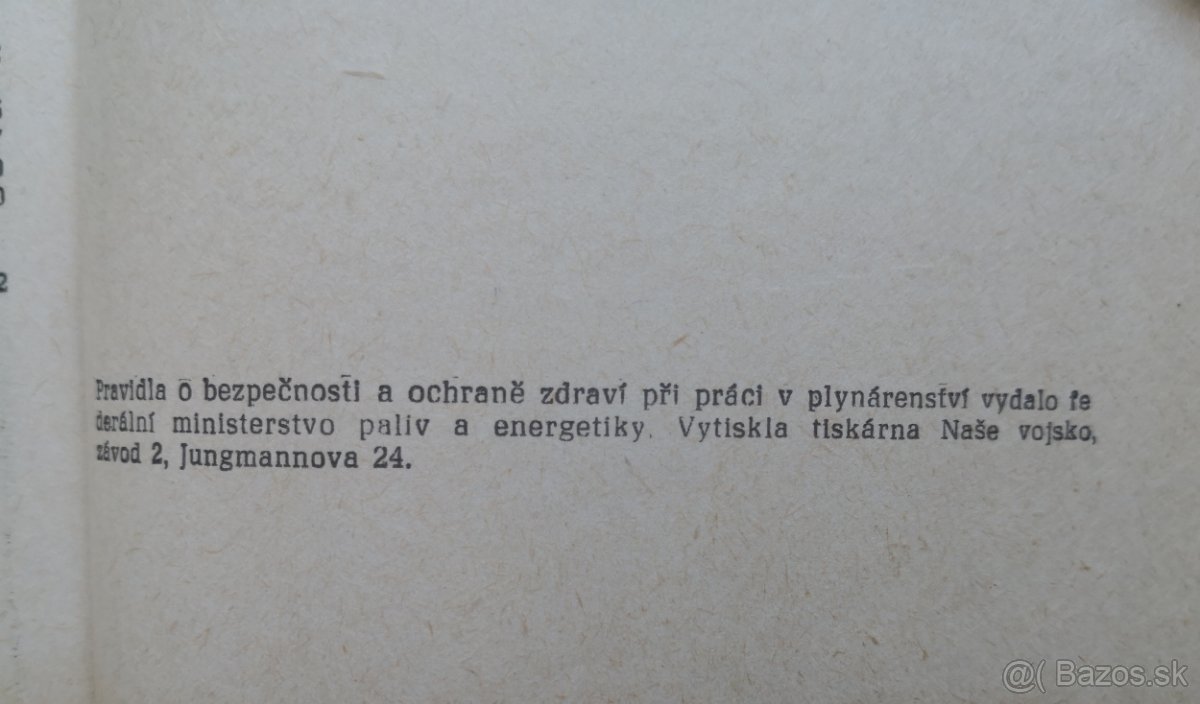 Pravidla o bezpečnosti a ochraně zdraví při práci v plynárenství vydalo fe
derální ministerstvo paliv a energetiky. Vytiskla tiskárna Naše vojsko,
závod 2, Jungmannova 24.
2
@( Bazos.sk